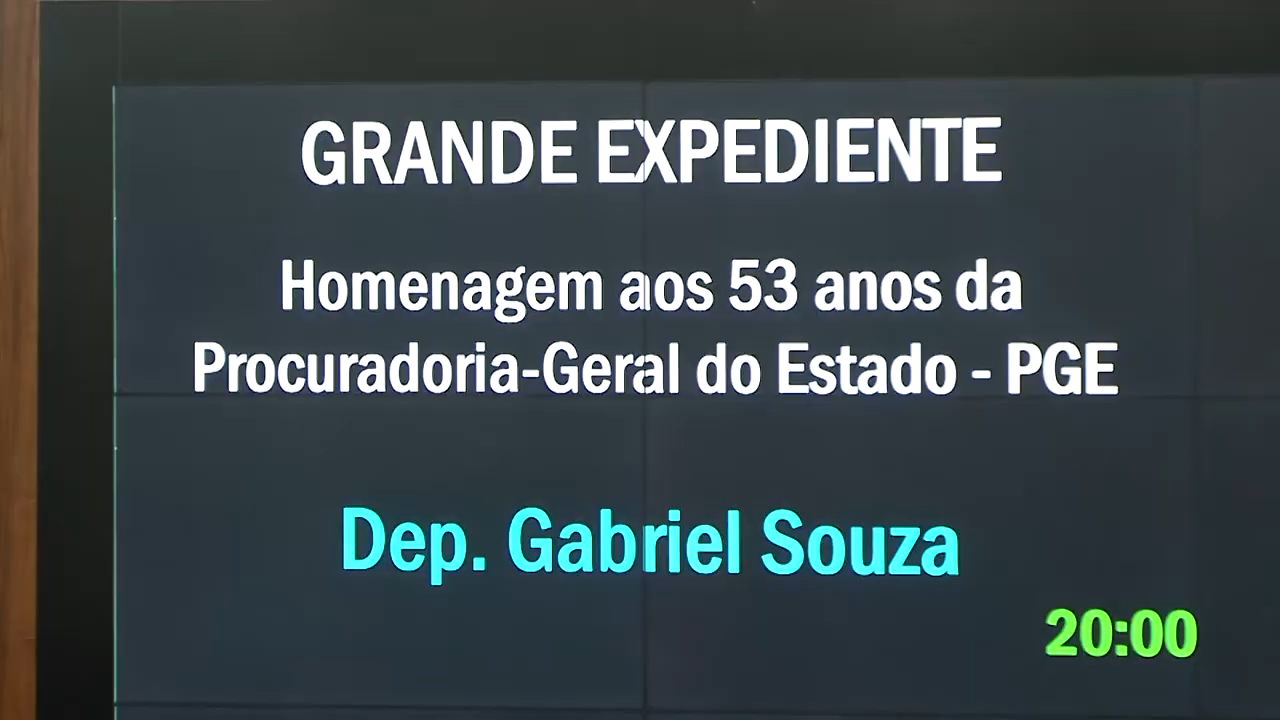 GRANDE EXPEDIENTE
Homenagem aos 53 anos da
Procuradoria-Geral do Estado - PGE
Dep. Gabriel Souza
20:00